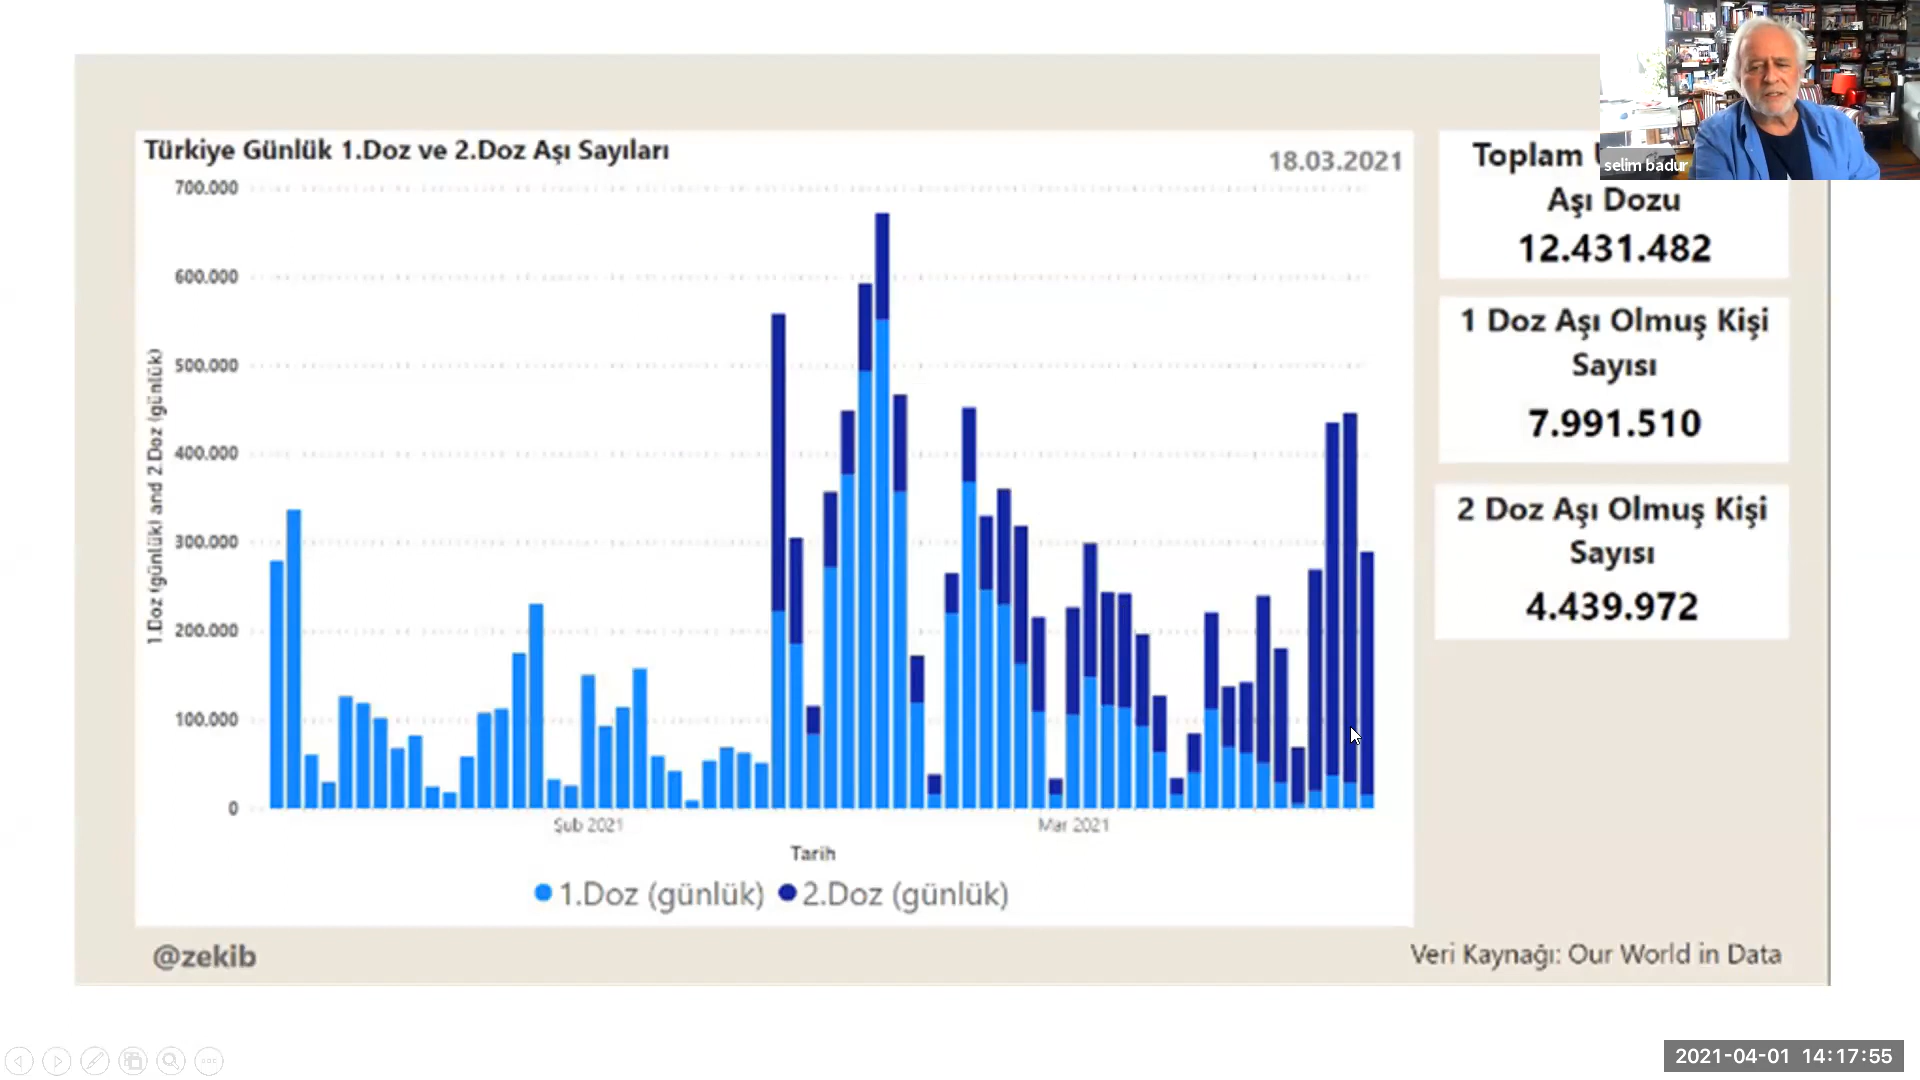 Türkiye Günlük 1.Doz ve 2.Doz Aşı Sayıları
18.03.2021
700.000
600.000
500.000
400.000
300.000
200.000
100.000
0
1.Doz (günlük) and 2.Doz (günlük)
Şub 2021
Mar 2021
Tarih
1.Doz (günlük)
2.Doz (günlük)
Toplam
Aşı Dozu
12.431.482
1 Doz Aşı Olmuş Kişi
Sayısı
7.991.510
2 Doz Aşı Olmuş Kişi
Sayısı
4.439.972
selim badur
@zekib
Veri Kaynağı: Our World in Data
2021-04-01 14:17:55